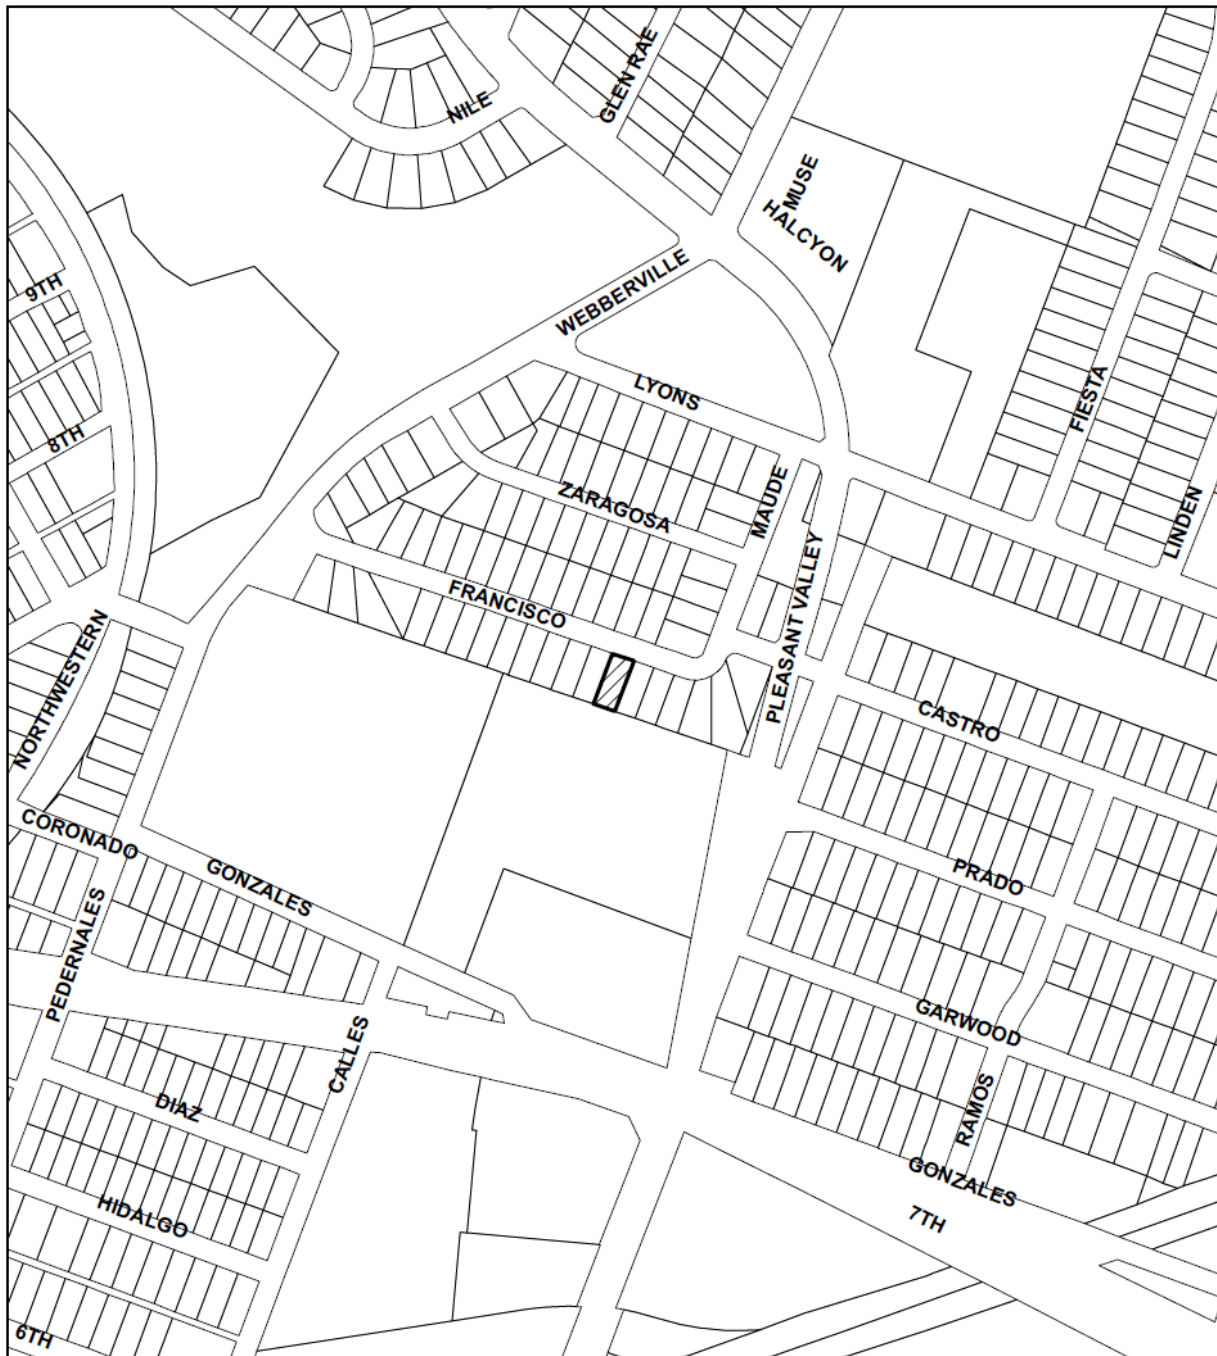 GLEN RAE
NILE
MUSE
HALCYON
WEBBERVILLE
9TH
LYONS
FIESTA
8TH
ZARAGOSA
MAUDE
LINDEN
PLEASANT VALLEY
FRANCISCO
NORTHWESTERN
CASTRO
CORONADO
GONZALES
PRADO
PEDERNALES
GARWOOD
CALLES
RAMOS
DIAZ
GONZALES
HIDALGO
7TH
6TH